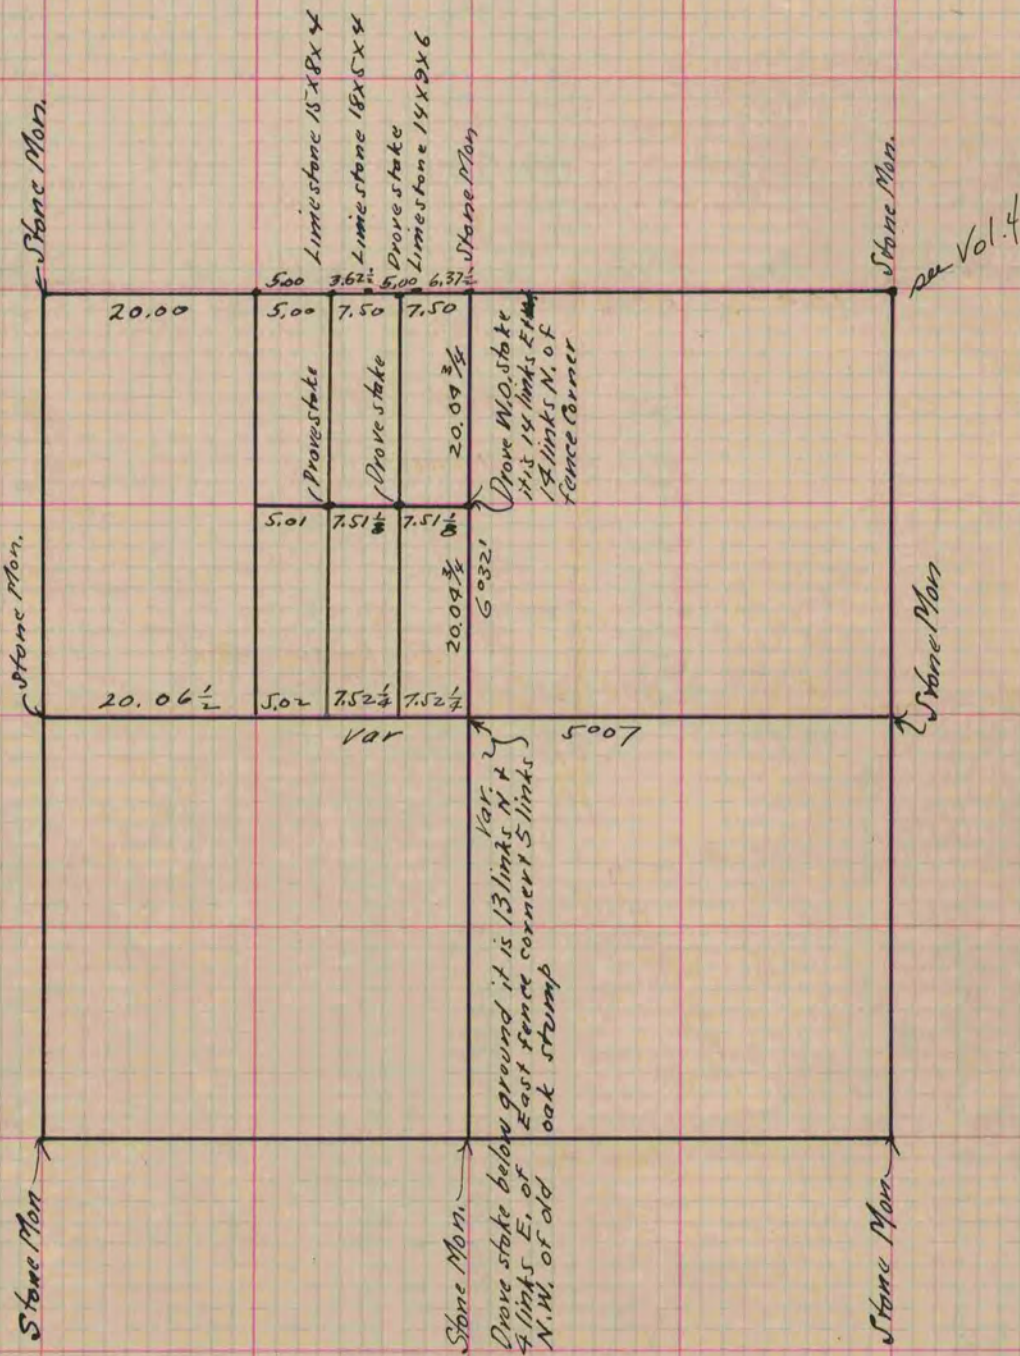 Stone Mon.
Limestone 15x8x4
Limestone 18x5x4
Drove stake
Limestone 14x9x6
Stone Mon
Stone Mon.
see Vol. 4
5.00 3.62½ 5.00 6.37½
20.00 5.00 7.50 7.50
Drove stake
Drove stake
20.04¾
Drove W.O. stake
it is 14 links E
14 links N. of
fence corner
5.01 7.51⅛ 7.51⅛
20.04¾
6°32'
Stone Mon.
20.06½ 5.02 7.52¼ 7.52¼
Var
5°07
Stone Mon
Var.
Drove stake below ground it is 13 links N +
4 links E. of East fence corner + 5 links
N.W. of old oak stump
Stone Mon
Stone Mon.
Stone Mon